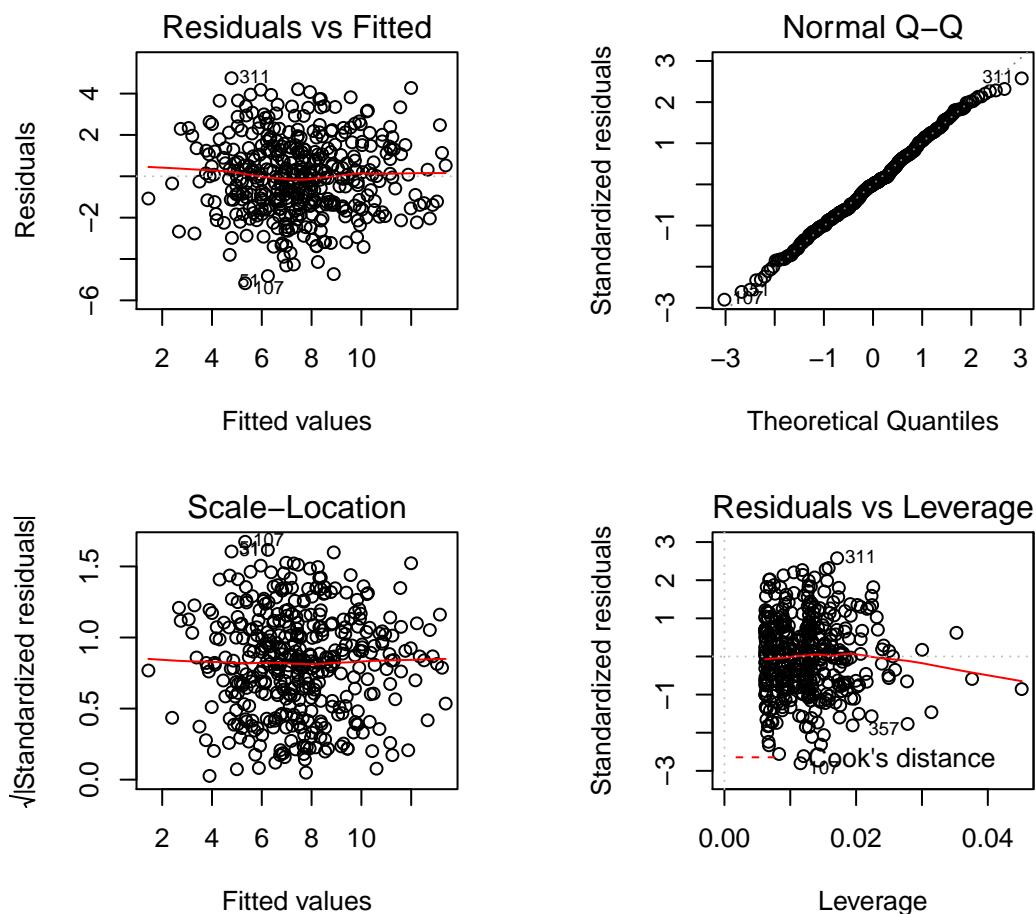 Residuals vs Fitted
Residuals
4
2
0
−2
−6
311
51
107
2 4 6 8 10
Fitted values
Normal Q−Q
Standardized residuals
3
2
1
−1
−3
311
107
−3 −1 0 1 2 3
Theoretical Quantiles
Scale−Location
√|Standardized residuals|
1.5
1.0
0.5
0.0
107
311
2 4 6 8 10
Fitted values
Residuals vs Leverage
Standardized residuals
3
2
1
0
−1
−3
311
357
107
Cook's distance
0.00 0.02 0.04
Leverage